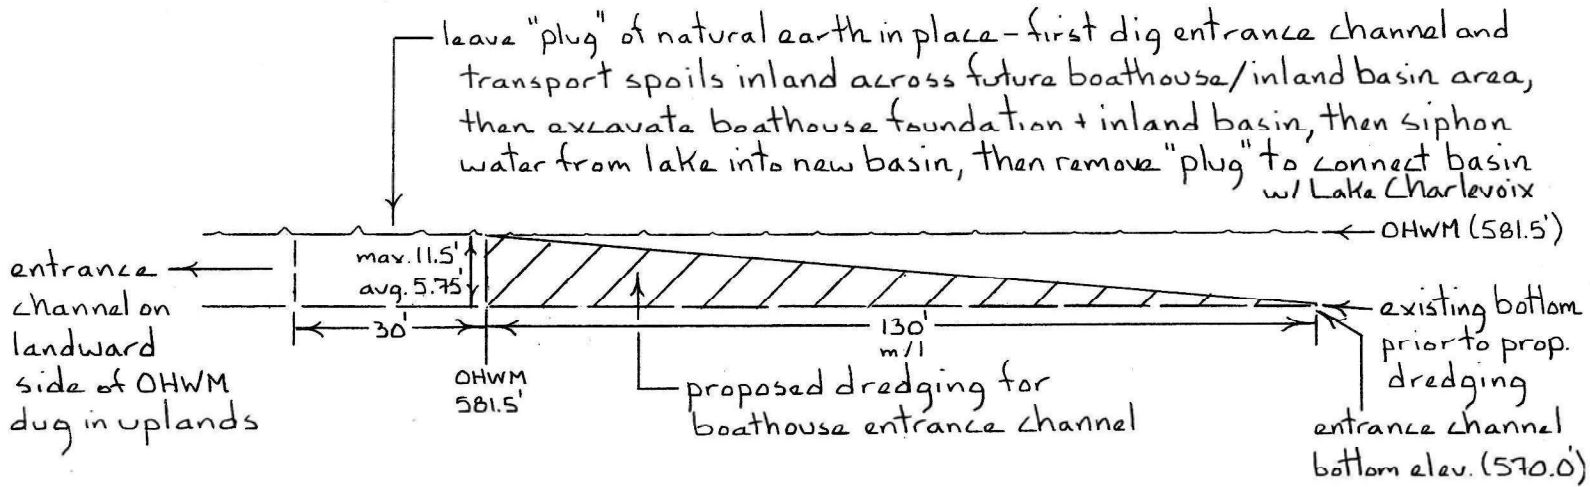 leave "plug" of natural earth in place - first dig entrance channel and
transport spoils inland across future boathouse/inland basin area,
then excavate boathouse foundation + inland basin, then siphon
water from lake into new basin, then remove "plug" to connect basin
w/ Lake Charlevoix
OHWM (581.5')
max. 11.5'
avg. 5.75'
entrance
channel on
landward
side of OHWM
dug in uplands
30'
130'
m/l
OHWM
581.5'
proposed dredging for
boathouse entrance channel
existing bottom
prior to prop.
dredging
entrance channel
bottom elev. (570.0')